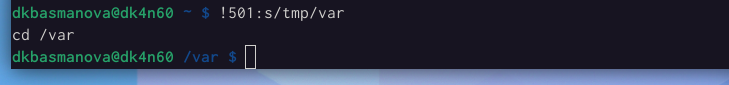 dkbasmanova@dk4n60 ~ $ !501:s/tmp/var
cd /var
dkbasmanova@dk4n60 /var $